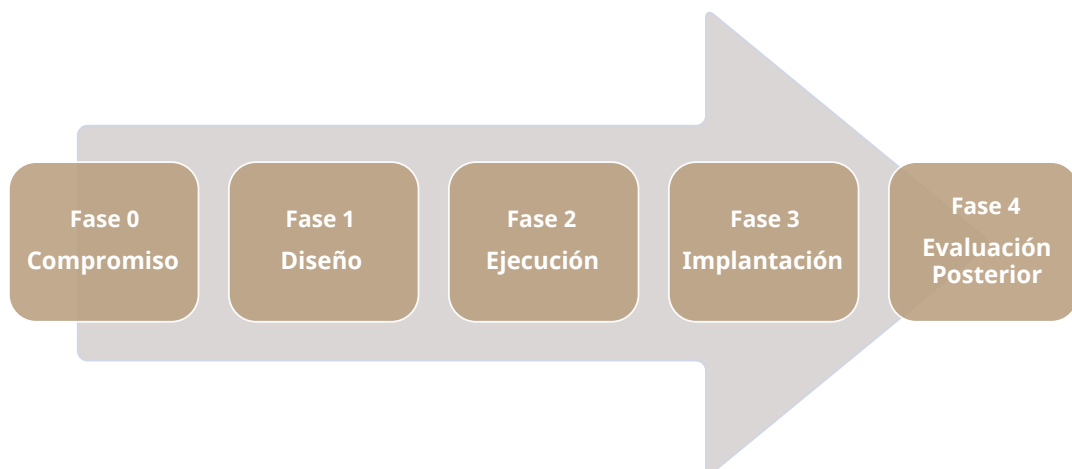 Fase 0
Compromiso
Fase 1
Diseño
Fase 2
Ejecución
Fase 3
Implantación
Fase 4
Evaluación
Posterior